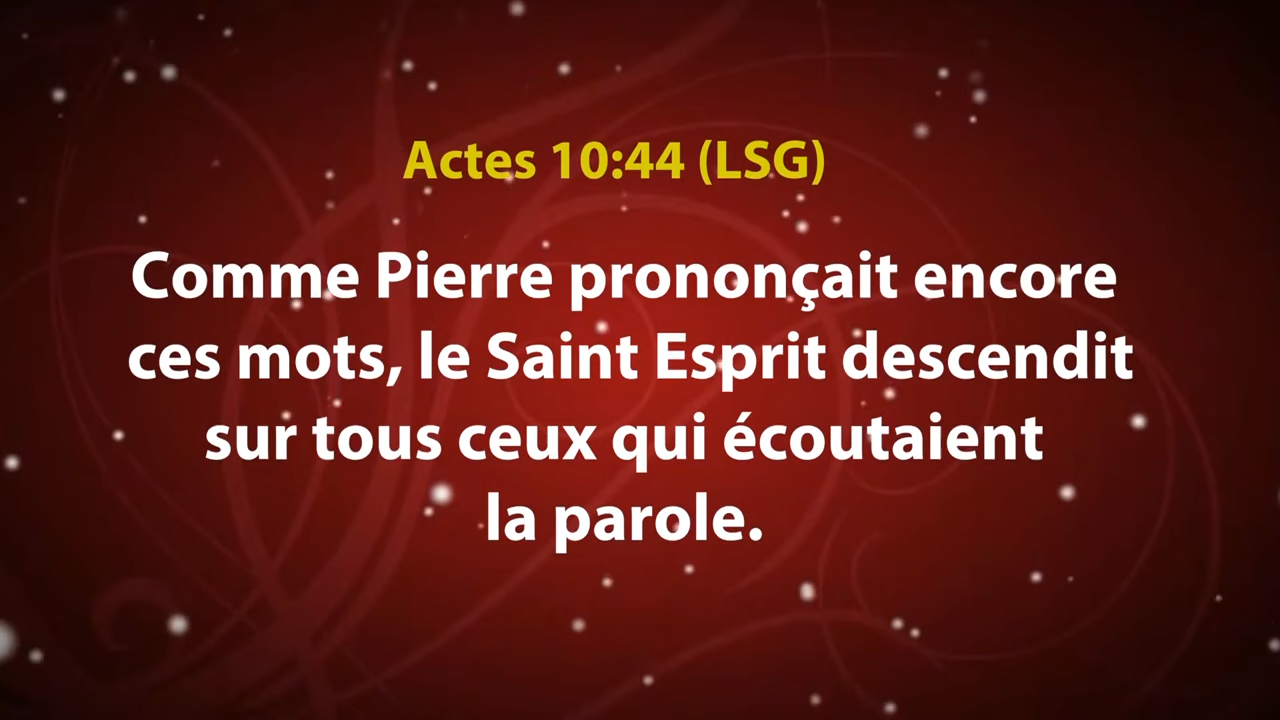 Actes 10:44 (LSG)
Comme Pierre prononçait encore
ces mots, le Saint Esprit descendit
sur tous ceux qui écoutaient
la parole.